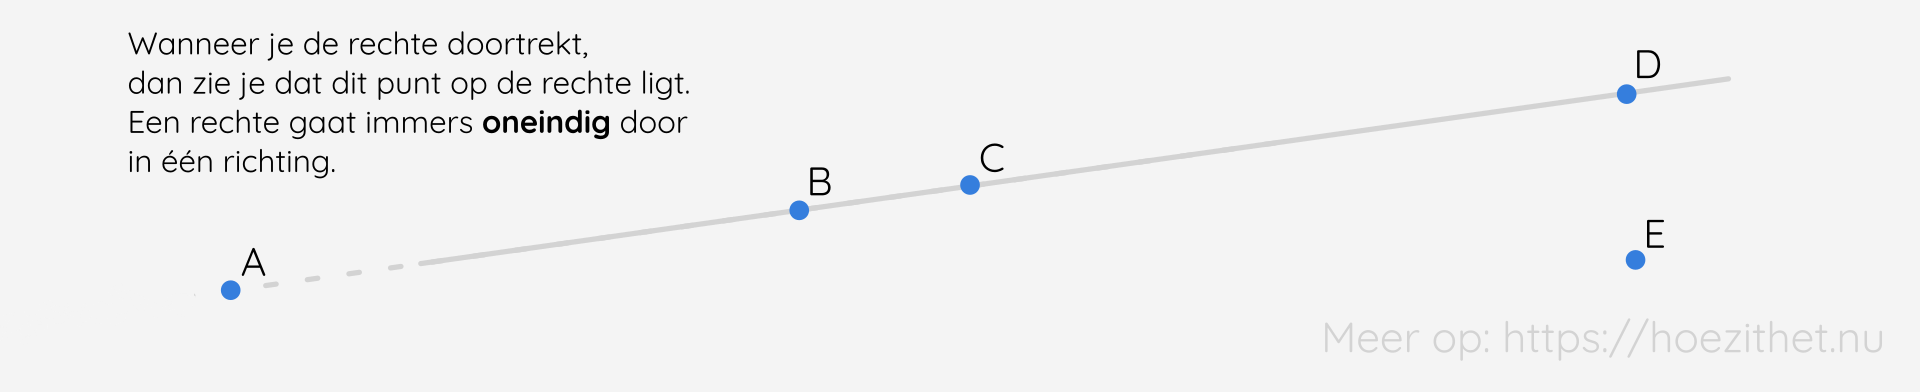 Wanneer je de rechte doortrekt,
dan zie je dat dit punt op de rechte ligt.
Een rechte gaat immers oneindig door
in één richting.
A
B
C
D
E
Meer op: https://hoezithet.nu